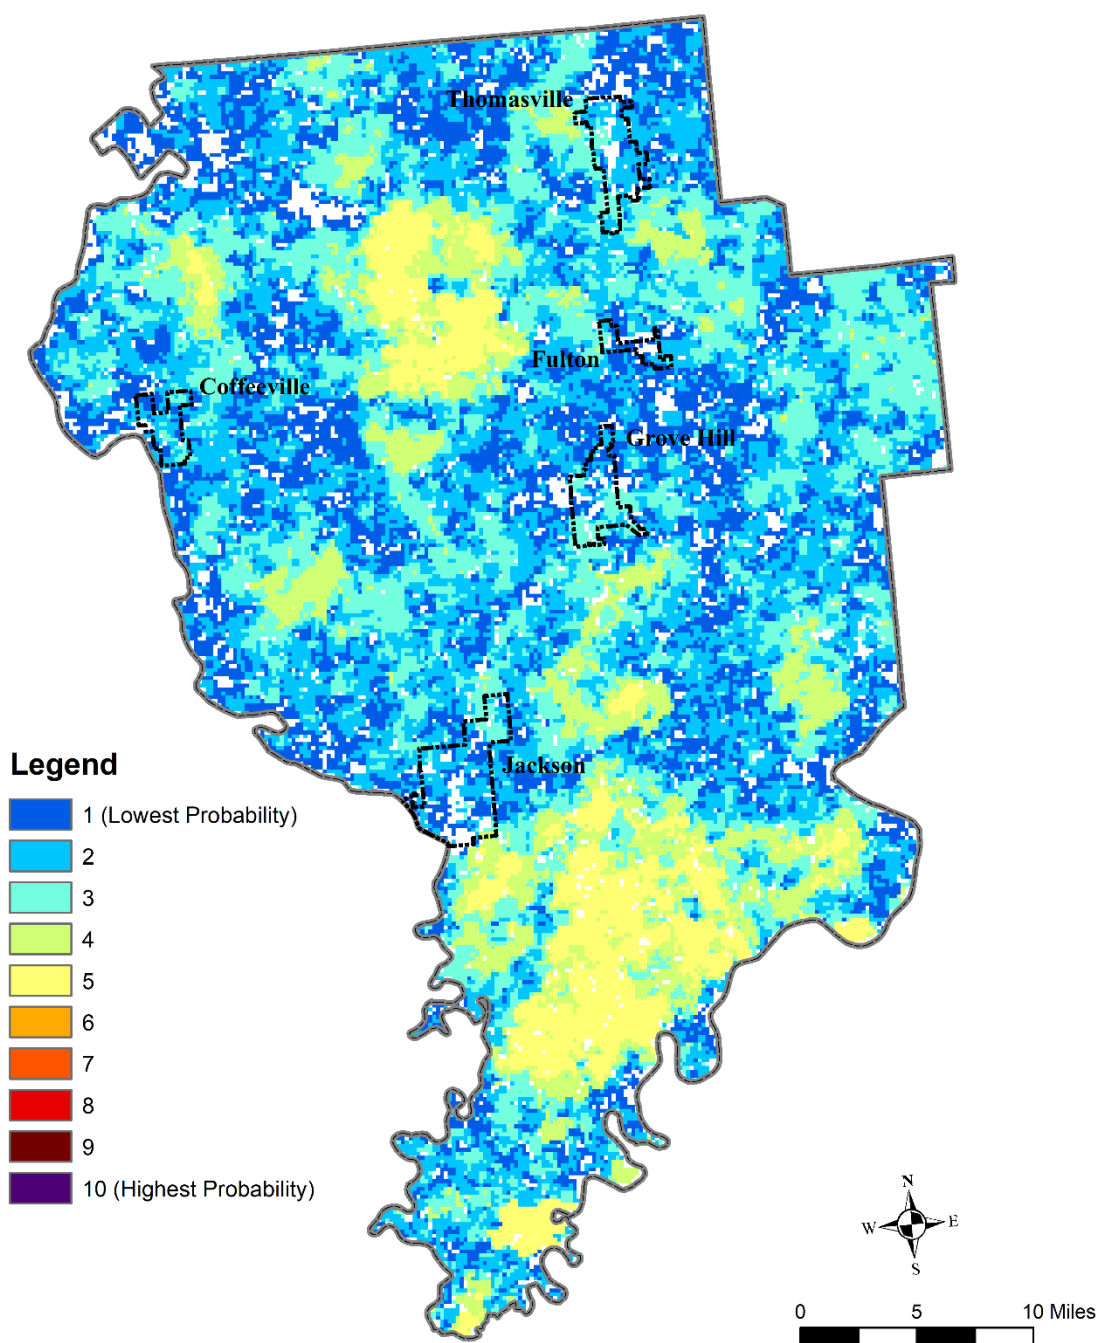 Thomasville
Fulton
Coffeeville
Grove Hill
Jackson
Legend
1 (Lowest Probability)
2
3
4
5
6
7
8
9
10 (Highest Probability)
N
W E
S
0 5 10 Miles